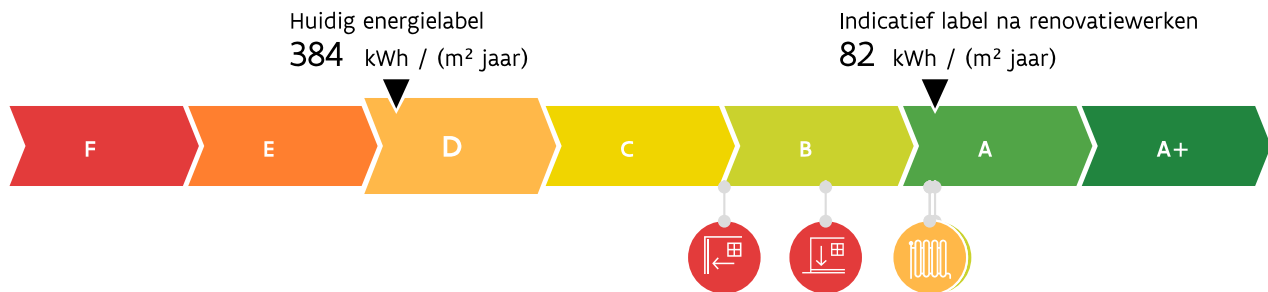 Huidig energielabel
384 kWh / (m² jaar)
Indicatief label na renovatiewerken
82 kWh / (m² jaar)
F E D C B A A+